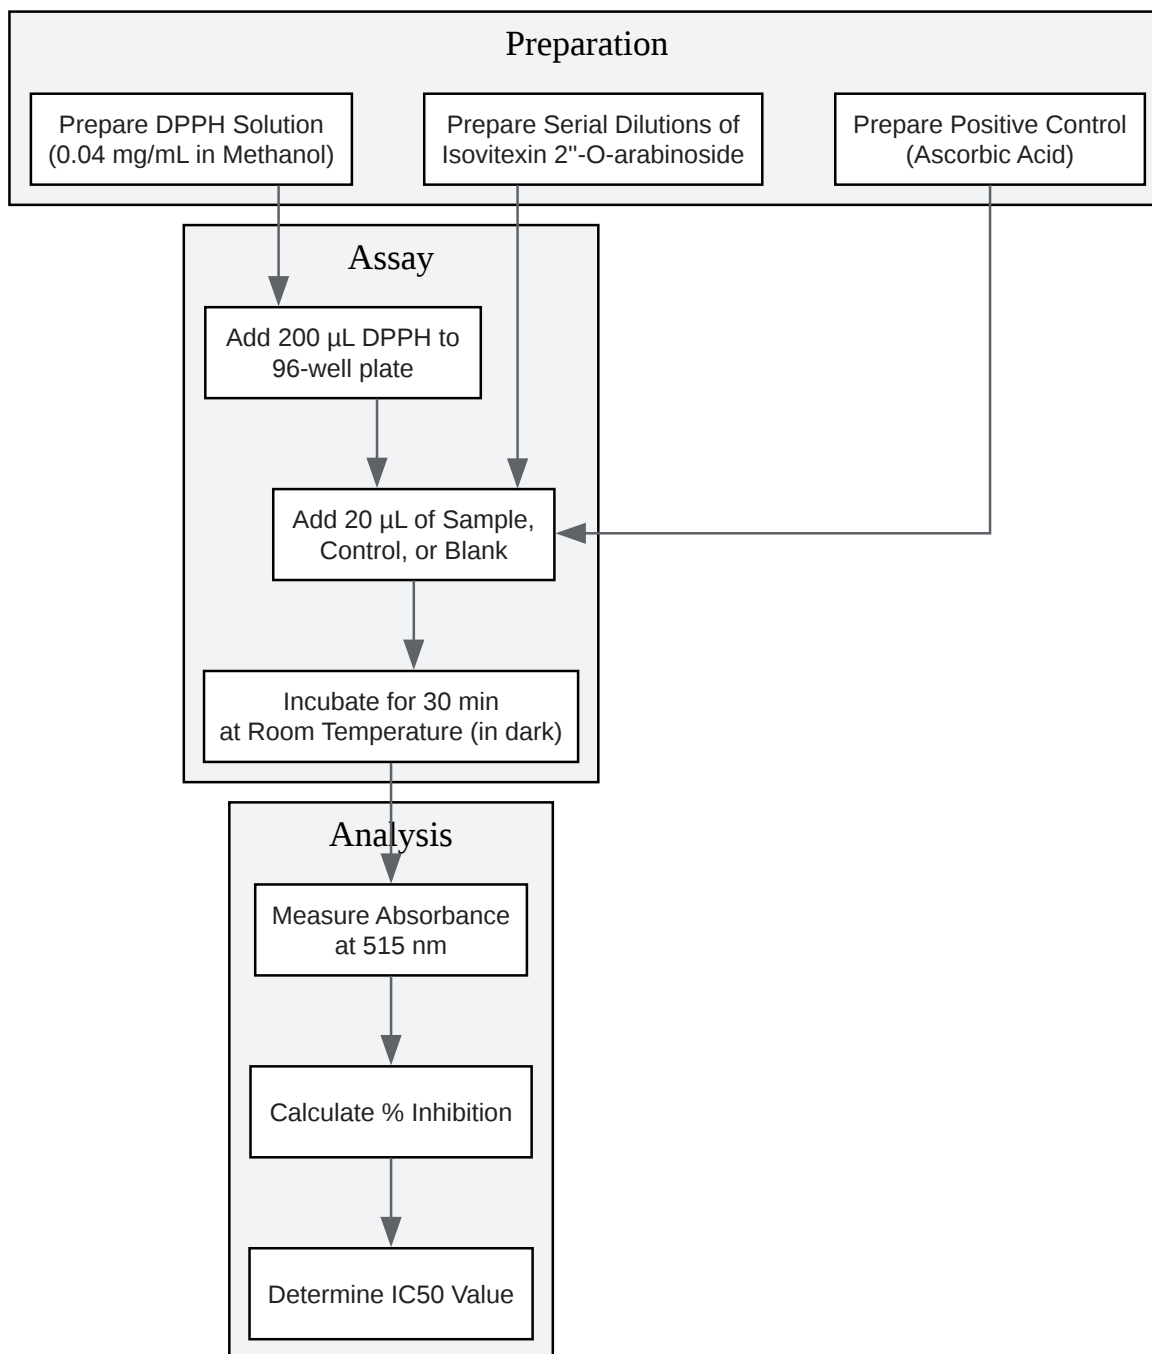 Preparation
Prepare DPPH Solution
(0.04 mg/mL in Methanol)
Prepare Serial Dilutions of
Isovitexin 2"-O-arabinoside
Prepare Positive Control
(Ascorbic Acid)
Assay
Add 200 µL DPPH to
96-well plate
Add 20 µL of Sample,
Control, or Blank
Incubate for 30 min
at Room Temperature (in dark)
Analysis
Measure Absorbance
at 515 nm
Calculate % Inhibition
Determine IC50 Value